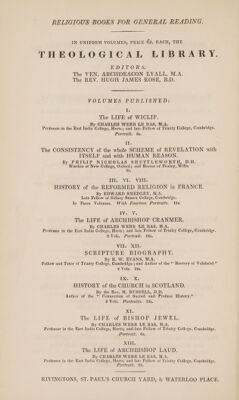 RELIGIOUS BOOKS FOR GENERAL READING.
IN UNIFORM VOLUMES, PRICE 6s. EACH, THE
THEOLOGICAL LIBRARY.
EDITORS.
The VEN. ARCHDEACON LYALL, M.A.
The REV. HUGH JAMES ROSE, B.D.
VOLUMES PUBLISHED:
I.
The LIFE of WICLIF.
By CHARLES WEBB LE BAS, M.A.
Professor in the East India College, Herts; and late Fellow of Trinity College, Cambridge.
Portrait. 6s.
II.
The CONSISTENCY of the whole SCHEME of REVELATION with
ITSELF and with HUMAN REASON.
By PHILIP NICHOLAS SHUTTLEWORTH, D.D.
Warden of New College, Oxford; and Rector of Foxley, Wilts.
6s.
III. VI. VIII.
HISTORY of the REFORMED RELIGION in FRANCE.
By EDWARD SMEDLEY, M.A.
Late Fellow of Sidney Sussex College, Cambridge.
In Three Volumes. With Fourteen Portraits. 18s.
IV. V.
The LIFE of ARCHBISHOP CRANMER.
By CHARLES WEBB LE BAS, M.A.
Professor in the East India College, Herts; and late Fellow of Trinity College, Cambridge.
2 Vols. Portrait. 12s.
VII. XII.
SCRIPTURE BIOGRAPHY.
By R. W. EVANS, M.A.
Fellow and Tutor of Trinity College, Cambridge; and Author of the "Rectory of Valehead."
2 Vols. 12s.
IX. X.
HISTORY of the CHURCH in SCOTLAND.
By the Rev. M. RUSSELL, D.D.
Author of the "Connection of Sacred and Profane History."
2 Vols. Portraits. 12s.
XI.
The LIFE of BISHOP JEWEL.
By CHARLES WEBB LE BAS, M.A.
Professor in the East India College, Herts; and late Fellow of Trinity College, Cambridge.
Portrait. 6s.
XIII.
The LIFE of ARCHBISHOP LAUD.
By CHARLES WEBB LE BAS, M.A.
Professor in the East India College, Herts; and late Fellow of Trinity College, Cambridge.
Portrait. 6s.
RIVINGTONS, ST. PAUL'S CHURCH YARD, & WATERLOO PLACE.